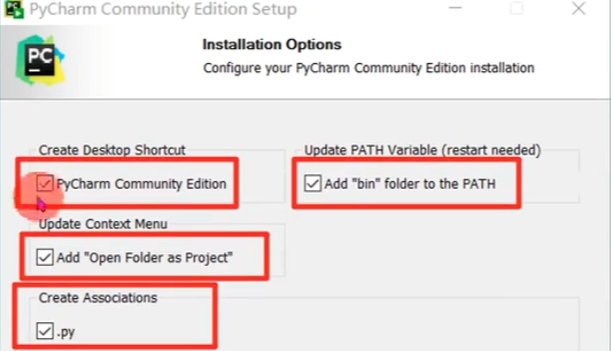 PyCharm Community Edition Setup
PC
Installation Options
Configure your PyCharm Community Edition installation
Create Desktop Shortcut
PyCharm Community Edition
Update PATH Variable (restart needed)
Add "bin" folder to the PATH
Update Context Menu
Add "Open Folder as Project"
Create Associations
.py